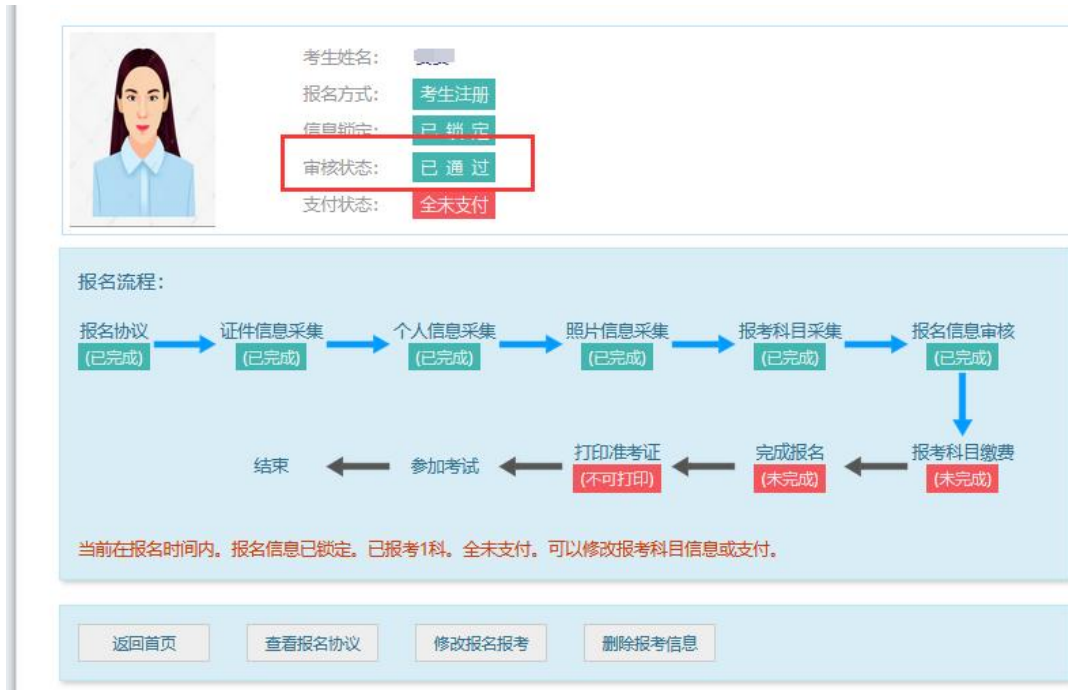 考生姓名：
报名方式： 考生注册
信息锁定： 已 锁 定
审核状态： 已 通 过
支付状态： 全未支付
报名流程：
报名协议 证件信息采集 个人信息采集 照片信息采集 报考科目采集 报名信息审核
(已完成) (已完成) (已完成) (已完成) (已完成) (已完成)
结束 参加考试 打印准考证 完成报名 报考科目缴费
(不可打印) (未完成) (未完成)
当前在报名时间内。报名信息已锁定。已报考1科。全未支付。可以修改报考科目信息或支付。
返回首页 查看报名协议 修改报名报考 删除报考信息